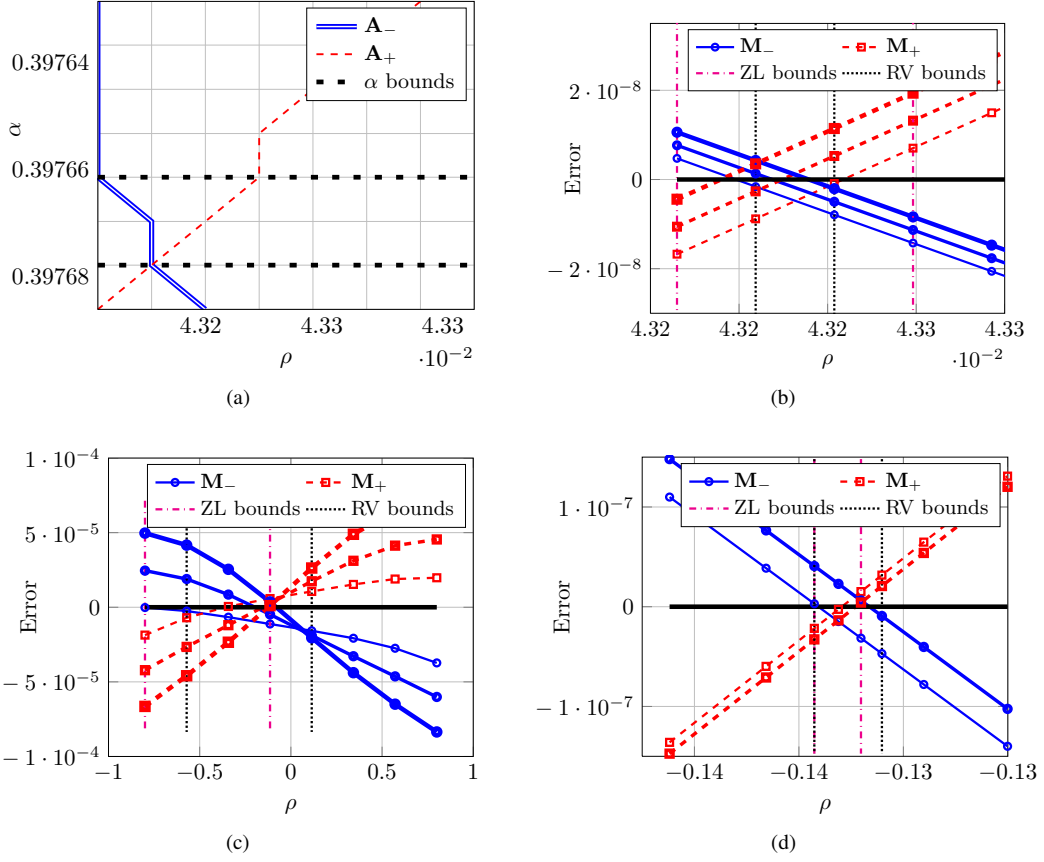 A−
A+
α bounds
0.39764
0.39766
0.39768
α
4.32 4.33 4.33
·10−2
ρ
(a)
M− M+
ZL bounds RV bounds
2·10−8
0
−2·10−8
Error
4.32 4.32 4.32 4.33 4.33
·10−2
ρ
(b)
M− M+
ZL bounds RV bounds
1·10−4
5·10−5
0
−5·10−5
−1·10−4
Error
−1 −0.5 0 0.5 1
ρ
(c)
M− M+
ZL bounds RV bounds
1·10−7
0
−1·10−7
Error
−0.14 −0.14 −0.13 −0.13
ρ
(d)